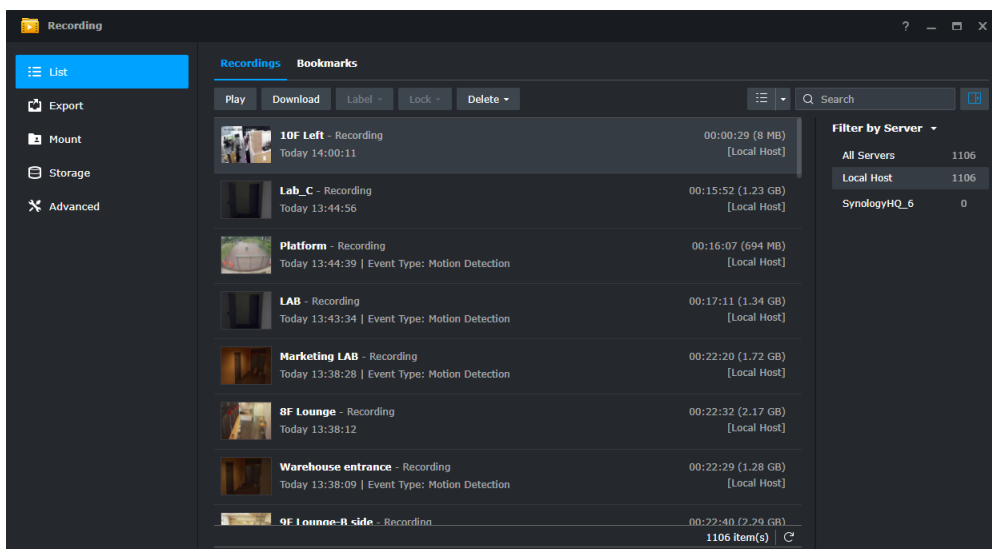 Recording
?
List
Export
Mount
Storage
Advanced
Recordings Bookmarks
Play Download Label Lock Delete
Search
10F Left - Recording 00:00:29 (8 MB)
Today 14:00:11 [Local Host]
Lab_C - Recording 00:15:52 (1.23 GB)
Today 13:44:56 [Local Host]
Platform - Recording 00:16:07 (694 MB)
Today 13:44:39 | Event Type: Motion Detection [Local Host]
LAB - Recording 00:17:11 (1.34 GB)
Today 13:43:34 | Event Type: Motion Detection [Local Host]
Marketing LAB - Recording 00:22:20 (1.72 GB)
Today 13:38:28 | Event Type: Motion Detection [Local Host]
8F Lounge - Recording 00:22:32 (2.17 GB)
Today 13:38:12 [Local Host]
Warehouse entrance - Recording 00:22:29 (1.28 GB)
Today 13:38:09 | Event Type: Motion Detection [Local Host]
9F Lounge-B side - Recording 00:22:40 (2.29 GB)
1106 item(s)
Filter by Server
All Servers 1106
Local Host 1106
SynologyHQ_6 0